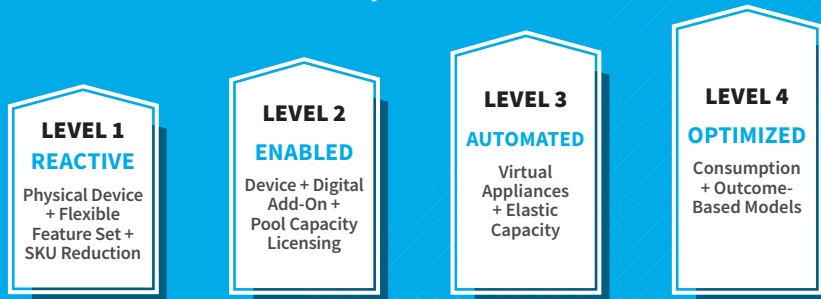 LEVEL 1
REACTIVE
Physical Device
+ Flexible
Feature Set +
SKU Reduction
LEVEL 2
ENABLED
Device + Digital
Add-On +
Pool Capacity
Licensing
LEVEL 3
AUTOMATED
Virtual
Appliances
+ Elastic
Capacity
LEVEL 4
OPTIMIZED
Consumption
+ Outcome-
Based Models